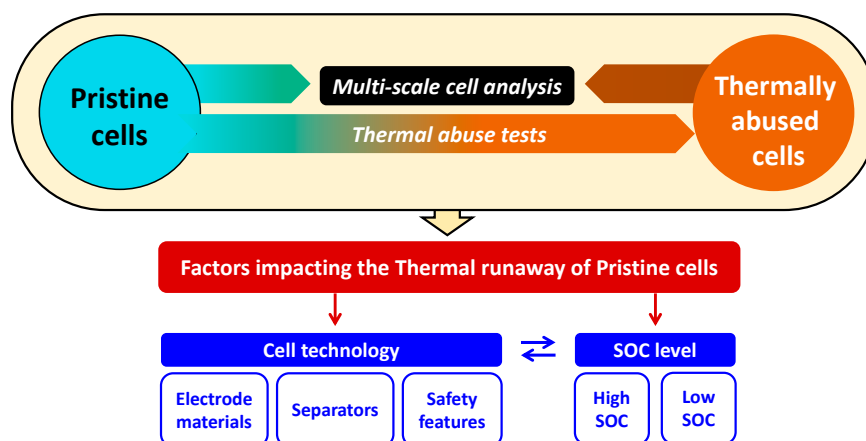 Pristine
cells
Multi-scale cell analysis
Thermal abuse tests
Thermally
abused
cells
Factors impacting the Thermal runaway of Pristine cells
Cell technology
SOC level
Electrode
materials
Separators
Safety
features
High
SOC
Low
SOC